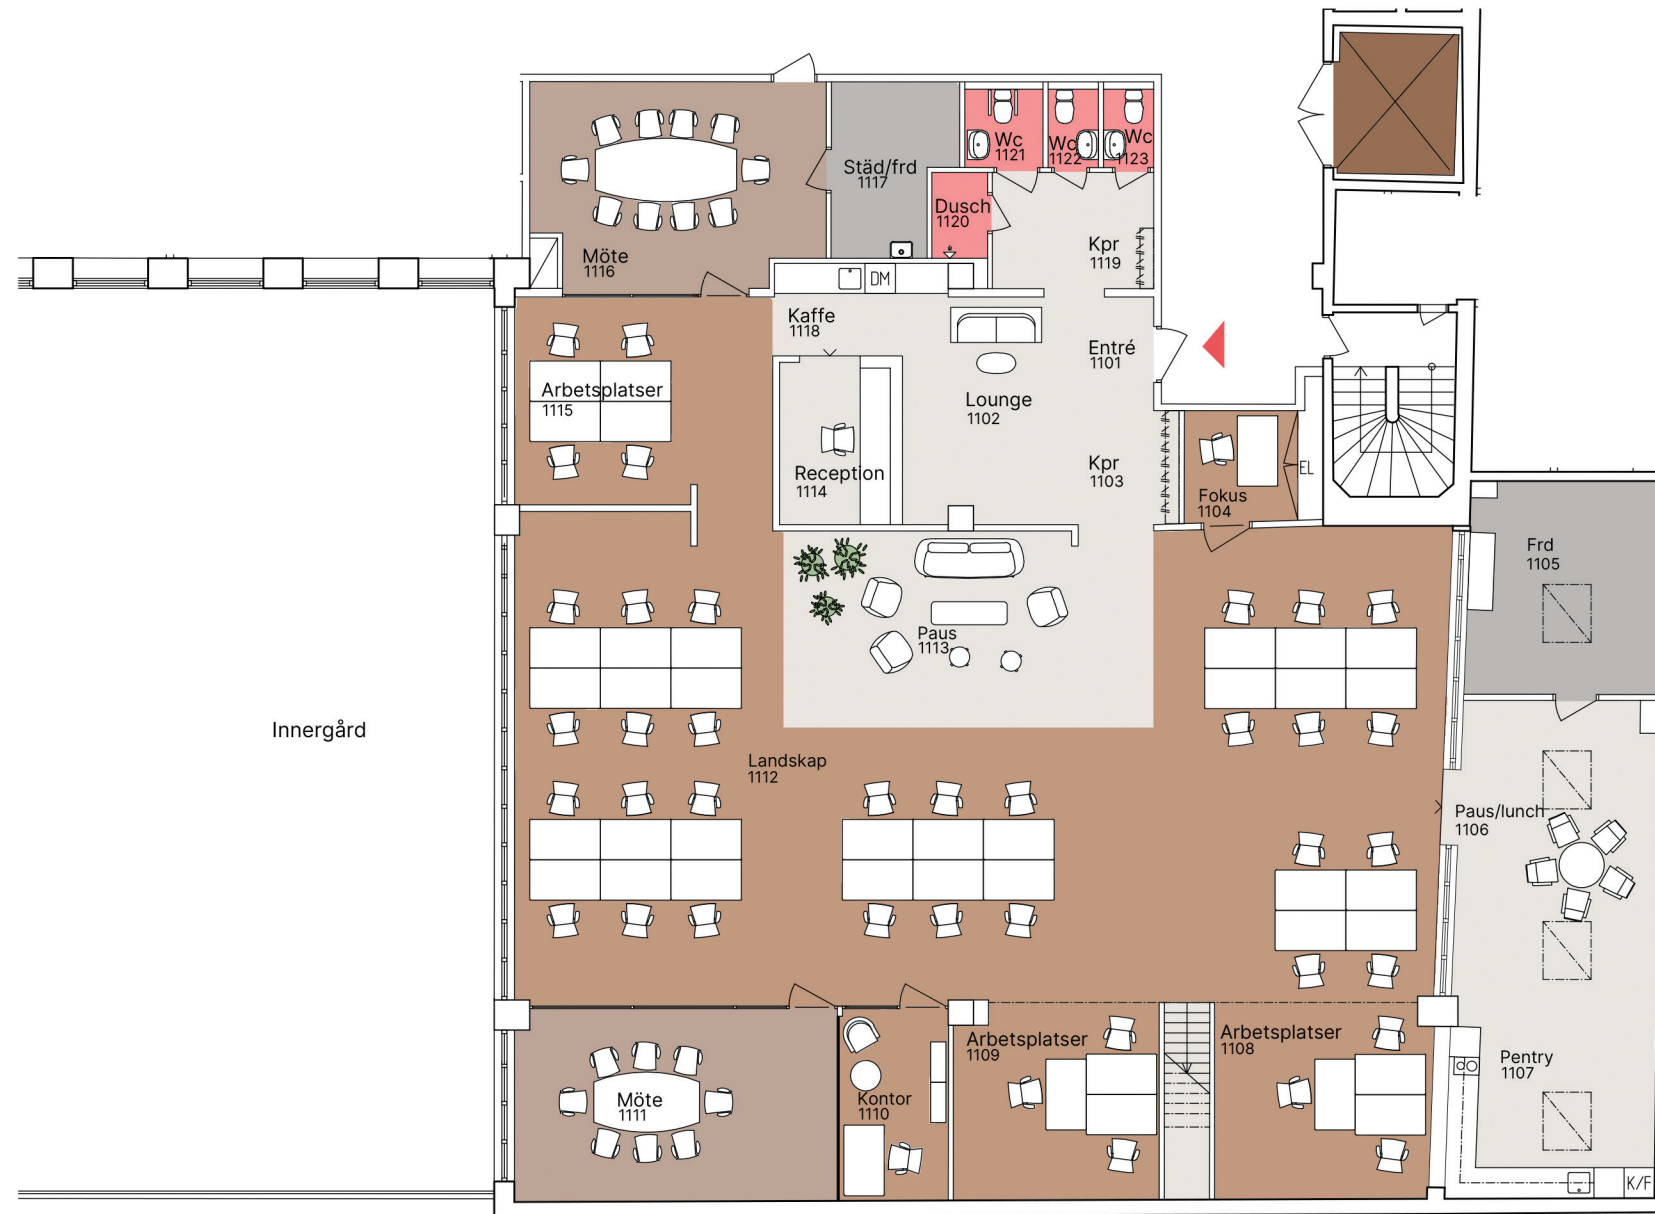 Wc
1121
Wc
1122
Wc
1123
Städ/frd
1117
Dusch
1120
Möte
1116
Kpr
1119
DM
Kaffe
1118
Entré
1101
Arbetsplatser
1115
Lounge
1102
Reception
1114
Kpr
1103
EL
Fokus
1104
Frd
1105
Paus
1113
Innergård
Landskap
1112
Paus/lunch
1106
Arbetsplatser
1109
Arbetsplatser
1108
Pentry
1107
Möte
1111
Kontor
1110
K/F